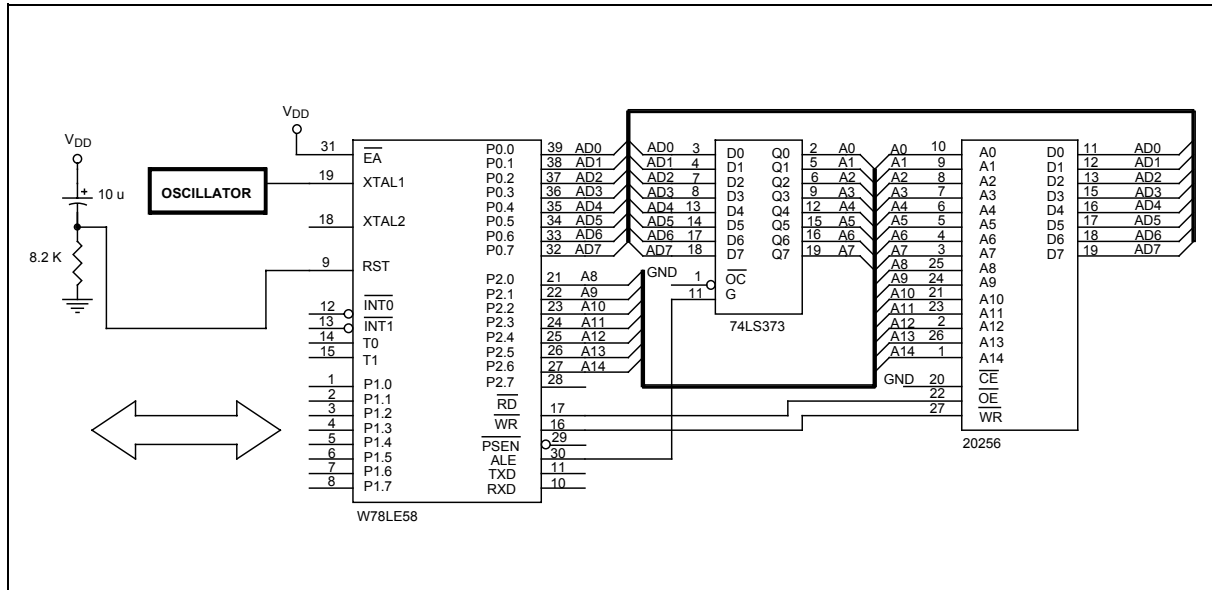 VDD
VDD
10 u
8.2 K
OSCILLATOR
31 EA
19 XTAL1
18 XTAL2
9 RST
12 INT0
13 INT1
14 T0
15 T1
1 P1.0
2 P1.1
3 P1.2
4 P1.3
5 P1.4
6 P1.5
7 P1.6
8 P1.7
P0.0 39 AD0
P0.1 38 AD1
P0.2 37 AD2
P0.3 36 AD3
P0.4 35 AD4
P0.5 34 AD5
P0.6 33 AD6
P0.7 32 AD7
P2.0 21 A8
P2.1 22 A9
P2.2 23 A10
P2.3 24 A11
P2.4 25 A12
P2.5 26 A13
P2.6 27 A14
P2.7 28
RD 17
WR 16
PSEN 29
ALE 30
TXD 11
RXD 10
W78LE58
AD0 3 D0 Q0 2 A0
AD1 4 D1 Q1 5 A1
AD2 7 D2 Q2 6 A2
AD3 8 D3 Q3 9 A3
AD4 13 D4 Q4 12 A4
AD5 14 D5 Q5 15 A5
AD6 17 D6 Q6 16 A6
AD7 18 D7 Q7 19 A7
GND 1 OC
11 G
74LS373
A0 10 A0
A1 9 A1
A2 8 A2
A3 7 A3
A4 6 A4
A5 5 A5
A6 4 A6
A7 3 A7
A8 25 A8
A9 24 A9
A10 21 A10
A11 23 A11
A12 2 A12
A13 26 A13
A14 1 A14
GND 20 CE
22 OE
27 WR
D0 11 AD0
D1 12 AD1
D2 13 AD2
D3 15 AD3
D4 16 AD4
D5 17 AD5
D6 18 AD6
D7 19 AD7
20256